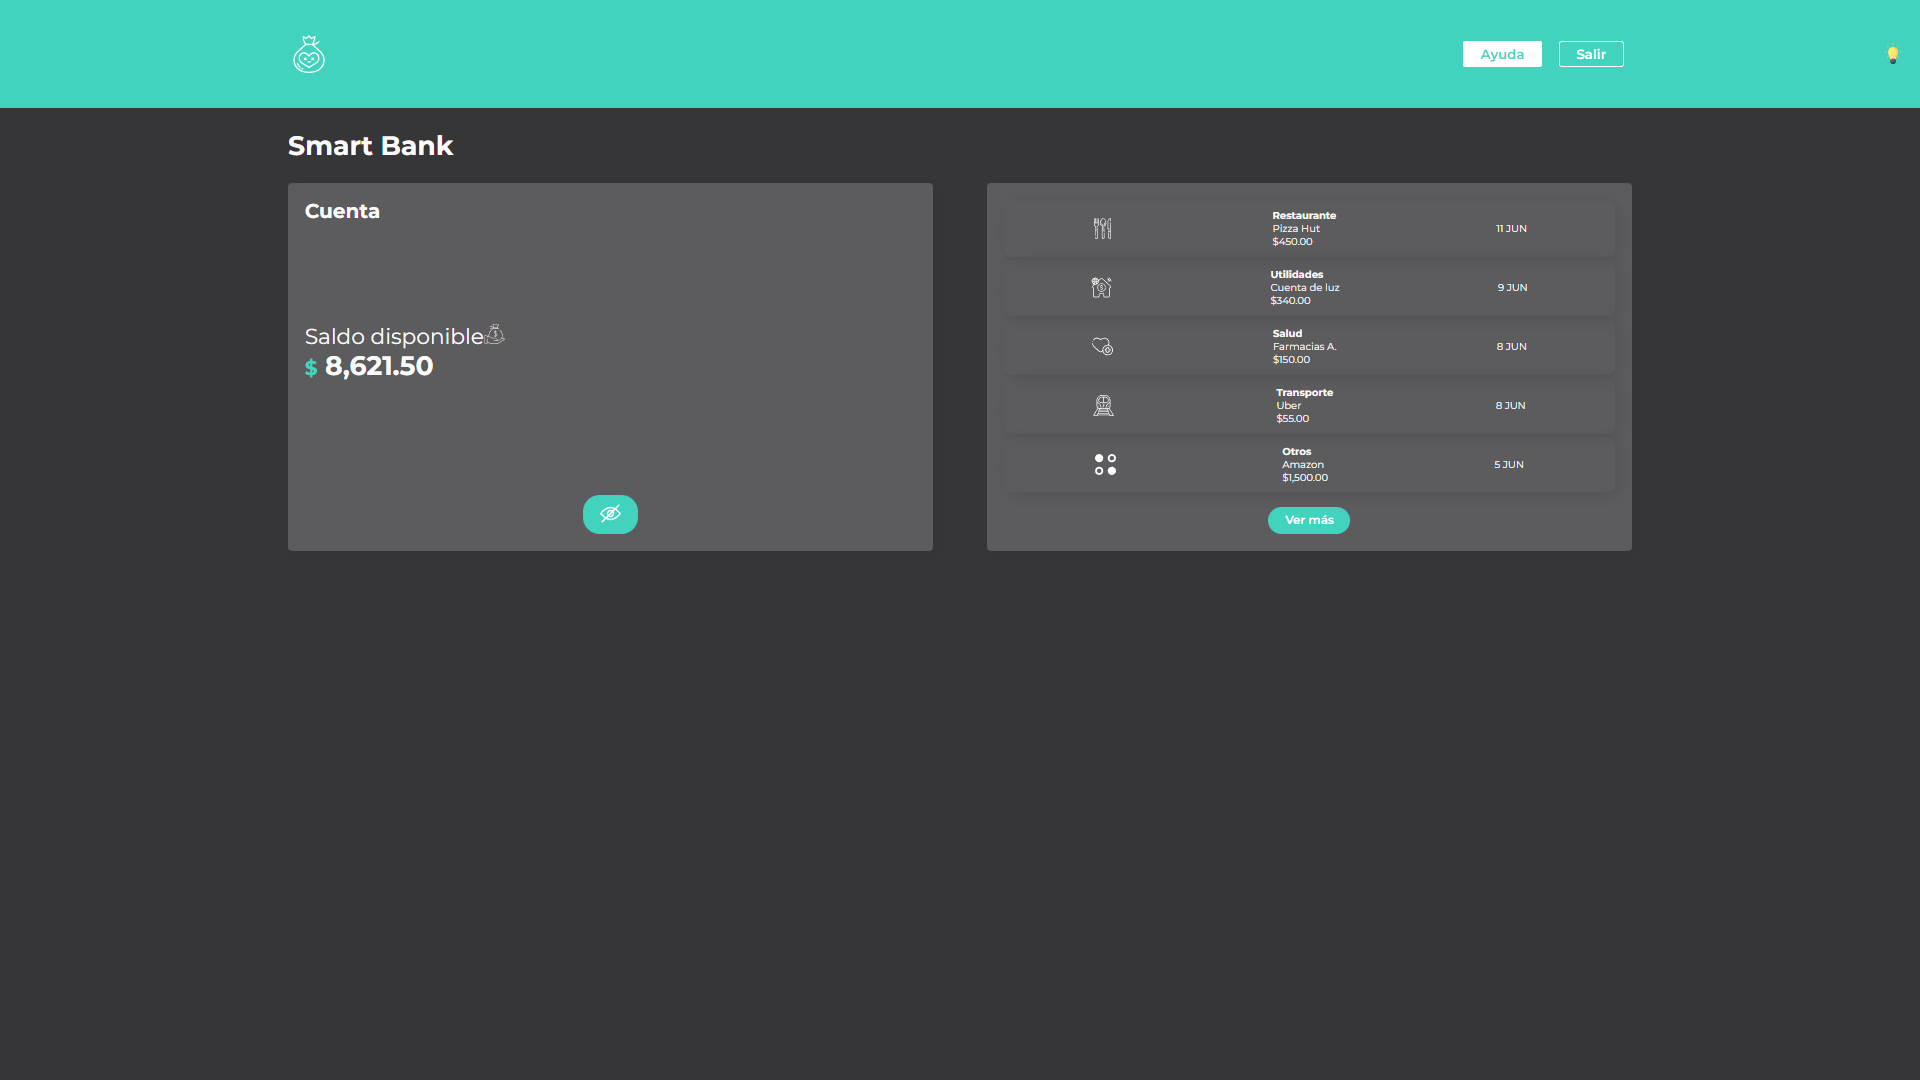 Ayuda
Salir
Smart Bank
Cuenta
Saldo disponible
$ 8,621.50
Restaurante
Pizza Hut
$450.00
11 JUN
Utilidades
Cuenta de luz
$340.00
9 JUN
Salud
Farmacias A.
$150.00
8 JUN
Transporte
Uber
$55.00
8 JUN
Otros
Amazon
$1,500.00
5 JUN
Ver más